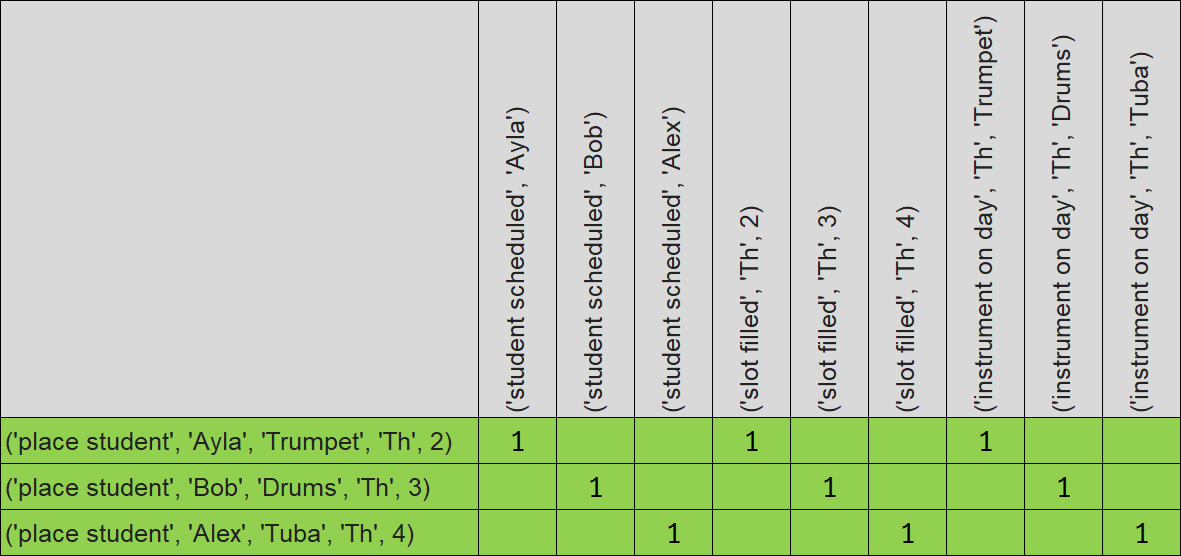 ('student scheduled', 'Ayla')
('student scheduled', 'Bob')
('student scheduled', 'Alex')
('slot filled', 'Th', 2)
('slot filled', 'Th', 3)
('slot filled', 'Th', 4)
('instrument on day', 'Th', 'Trumpet')
('instrument on day', 'Th', 'Drums')
('instrument on day', 'Th', 'Tuba')
('place student', 'Ayla', 'Trumpet', 'Th', 2) 1 1 1
('place student', 'Bob', 'Drums', 'Th', 3) 1 1 1
('place student', 'Alex', 'Tuba', 'Th', 4) 1 1 1